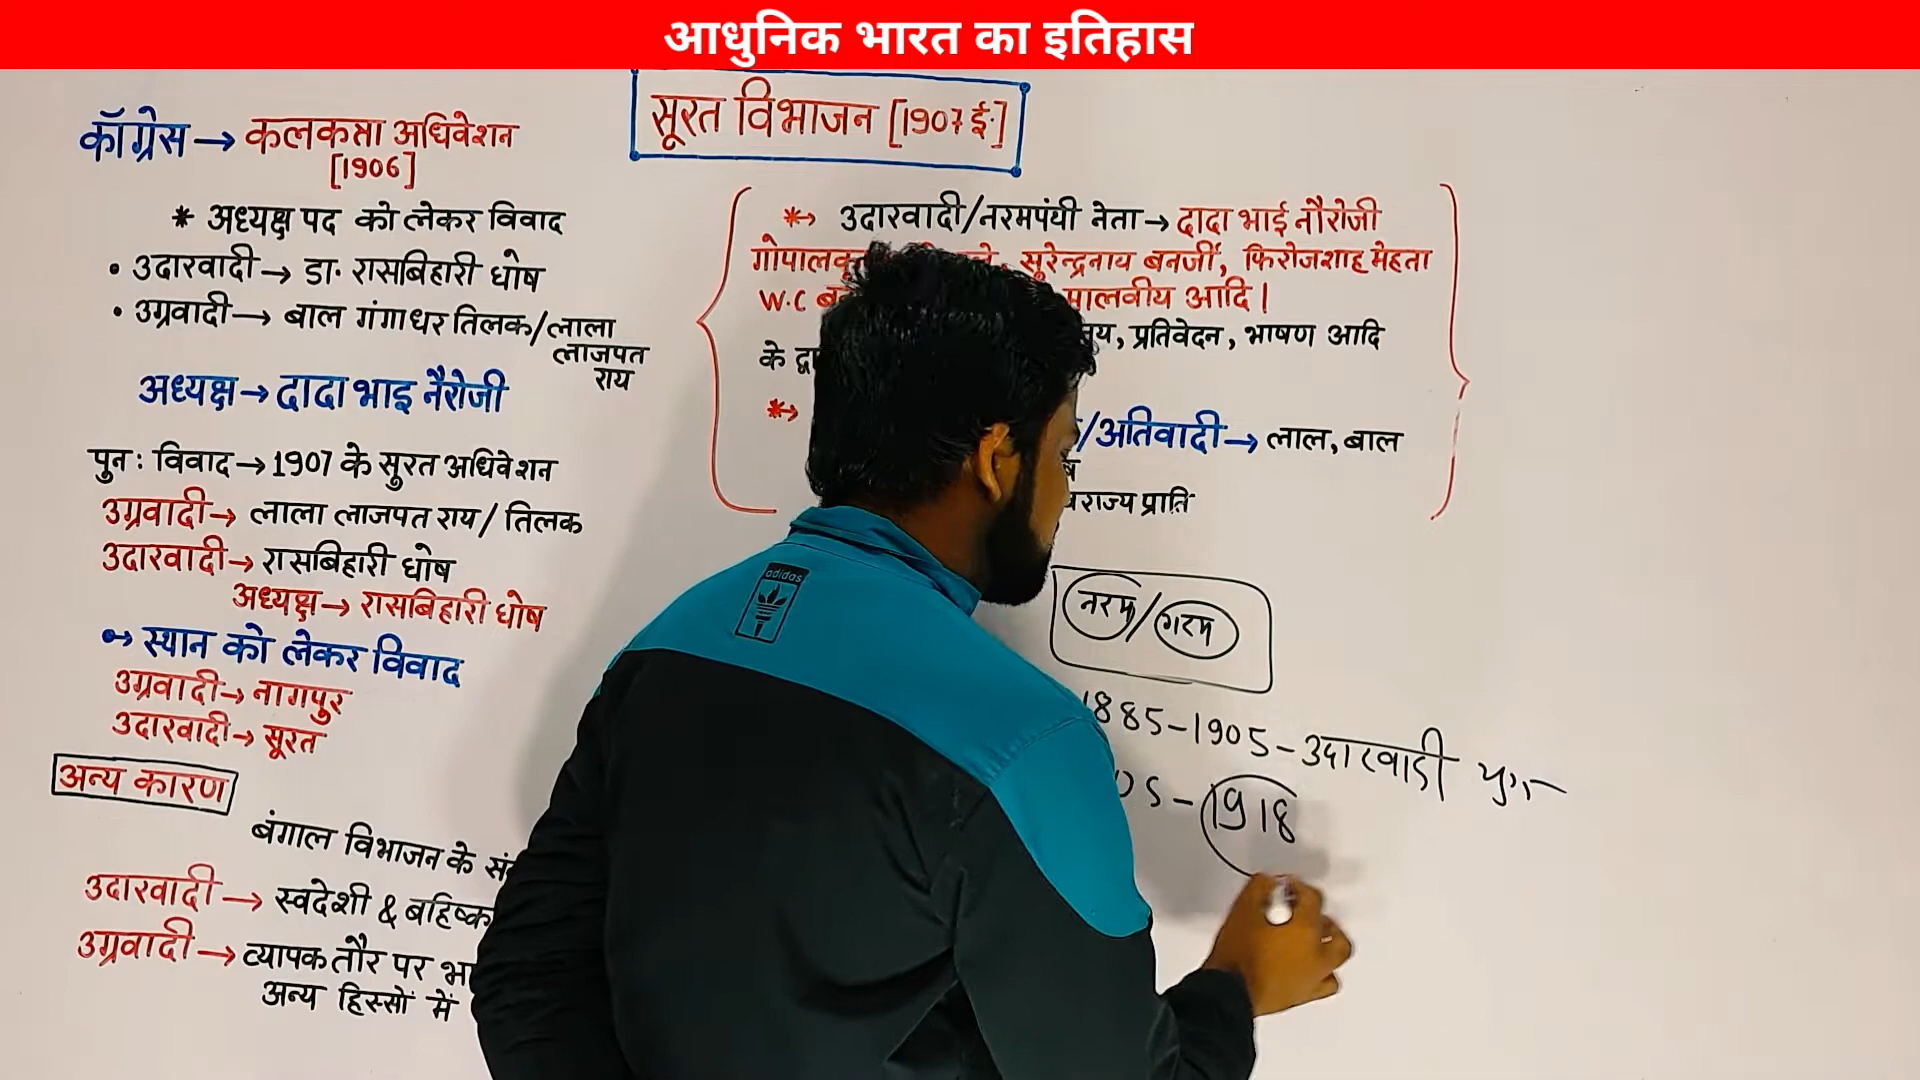 आधुनिक भारत का इतिहास
सूरत विभाजन [1907 ई.]
काँग्रेस → कलकत्ता अधिवेशन
[1906]
* अध्यक्ष पद को लेकर विवाद
• उदारवादी → डा. रासबिहारी घोष
• उग्रवादी → बाल गंगाधर तिलक/लाला
लाजपत
राय
अध्यक्ष → दादा भाइ नैरोजी
पुन: विवाद → 1907 के सुरत अधिवेशन
उग्रवादी → लाला लाजपत राय/ तिलक
उदारवादी → रासबिहारी घोष
अध्यक्ष → रासबिहारी घोष
स्थान को लेकर विवाद
उग्रवादी → नागपुर
उदारवादी → सूरत
अन्य कारण
बंगाल विभाजन के
उदारवादी → स्वदेशी &
उग्रवादी → व्यापक तौर पर
अन्य हिस्सों में
उदारवादी/नरमपंथी नेता → दादा भाई नौरोजी
सुरेन्द्रनाथ बनर्जी, फिरोजशाह मेहता
W.C मालवीय आदि।
प्रतिवेदन, भाषण आदि
के
/अतिवादी → लाल, बाल
नरम/गरम
1885-1905-उदारवादी
1918
adidas